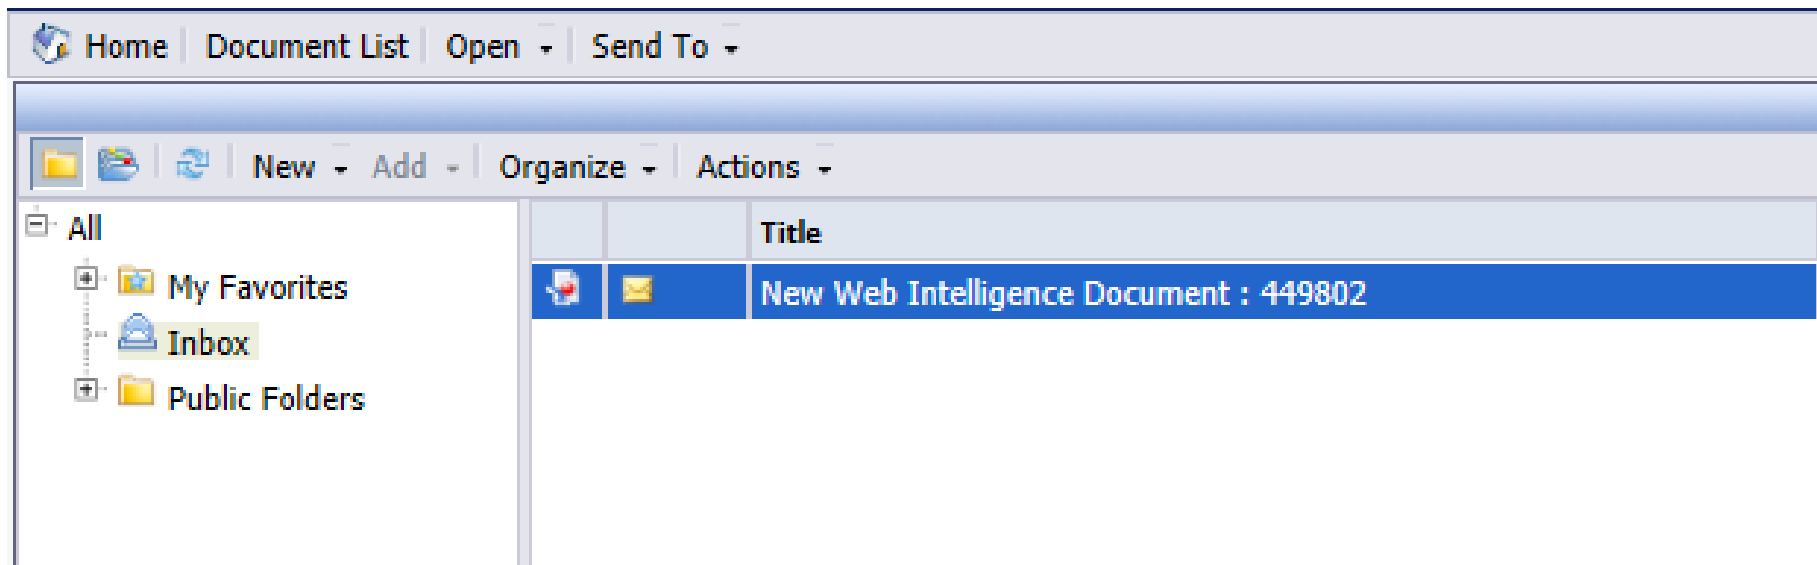 Home Document List Open Send To
New Add Organize Actions
All
My Favorites
Inbox
Public Folders
Title
New Web Intelligence Document : 449802